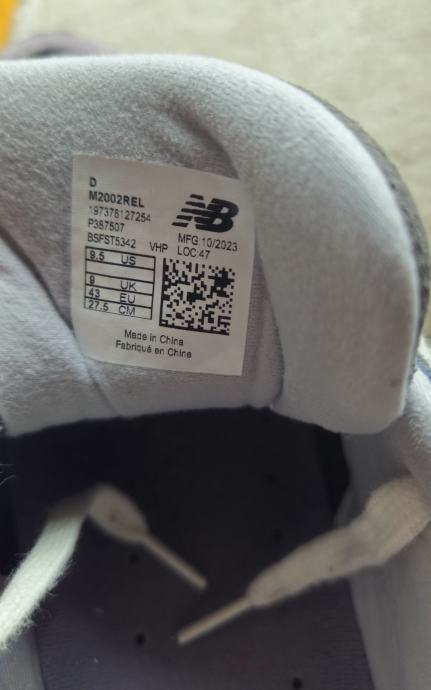 D
M2002REL
197376127254
P387507
BSFST5342 VHP
NB
MFG 10/2023
LOC 47
9.5 US
9 UK
43 EU
27.5 CM
Made in China
Fabriqué en Chine